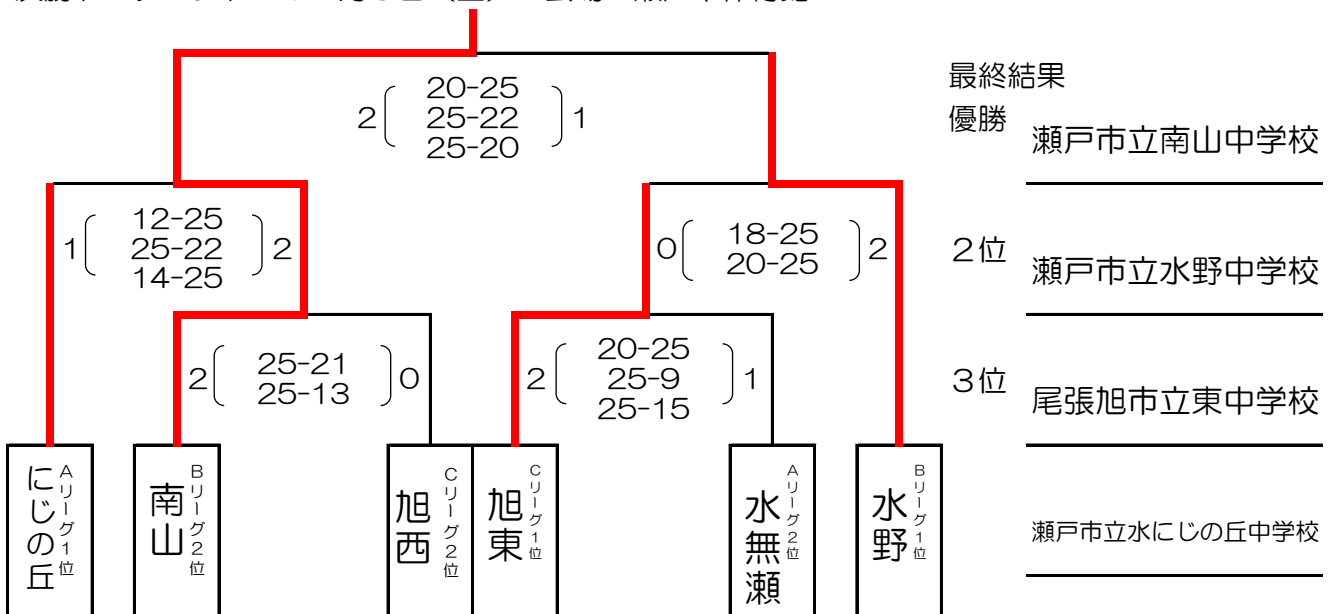 最終結果
優勝
瀬戸市立南山中学校
20-25
2
25-22
1
25-20
12-25
1
25-22
2
14-25
18-25
0
2
20-25
2位
瀬戸市立水野中学校
25-21
2
0
25-13
20-25
2
25-9
1
25-15
3位
尾張旭市立東中学校
にじの丘
Aリーグ1位
南山
Bリーグ2位
旭西
Cリーグ2位
旭東
Cリーグ1位
水無瀬
Aリーグ2位
水野
Bリーグ1位
瀬戸市立水にじの丘中学校